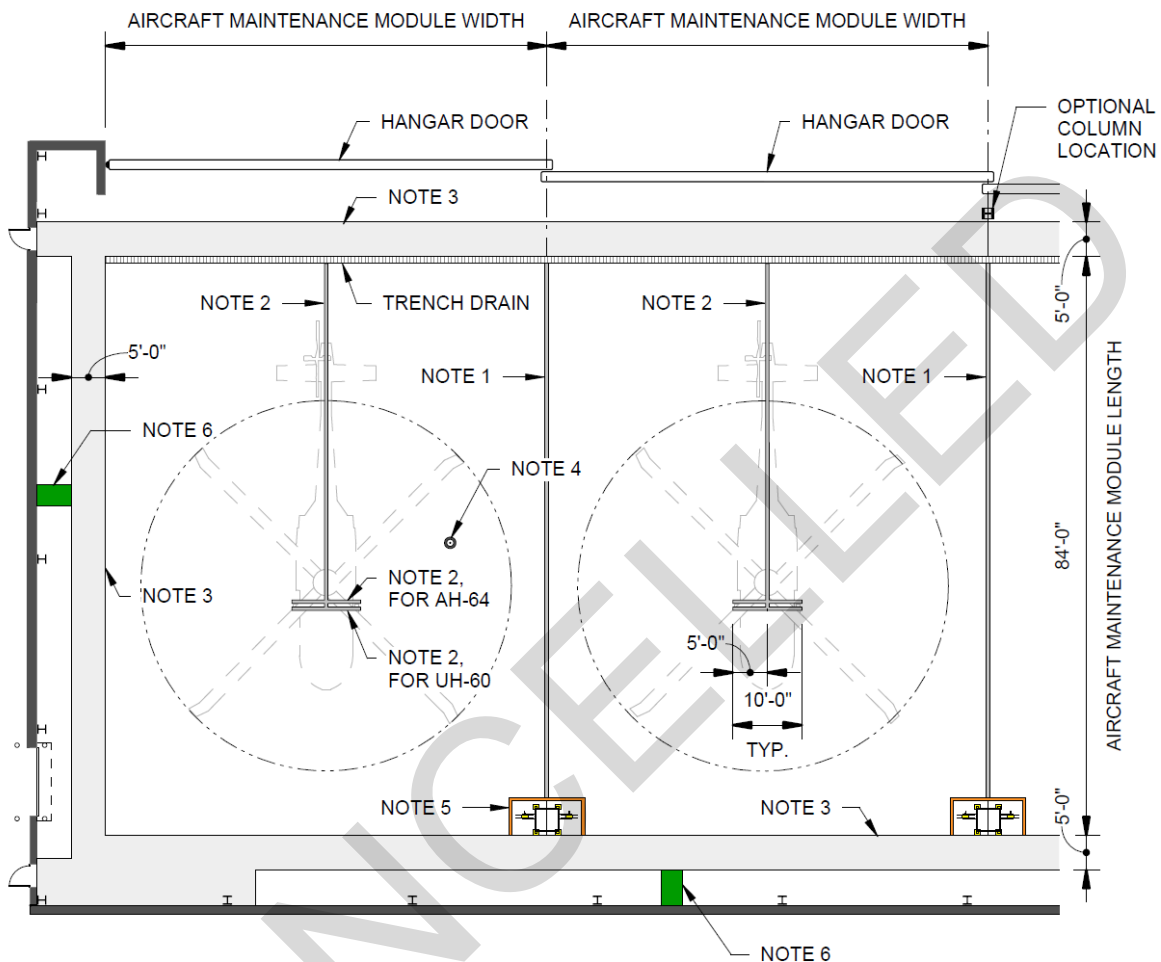 AIRCRAFT MAINTENANCE MODULE WIDTH
AIRCRAFT MAINTENANCE MODULE WIDTH
HANGAR DOOR
HANGAR DOOR
OPTIONAL
COLUMN
LOCATION
NOTE 3
NOTE 2
TRENCH DRAIN
NOTE 2
5'-0"
5'-0"
NOTE 1
NOTE 1
NOTE 6
NOTE 4
AIRCRAFT MAINTENANCE MODULE LENGTH
84'-0"
NOTE 3
NOTE 2,
FOR AH-64
NOTE 2,
FOR UH-60
5'-0"
10'-0"
TYP.
NOTE 5
NOTE 3
5'-0"
NOTE 6
NCELLED